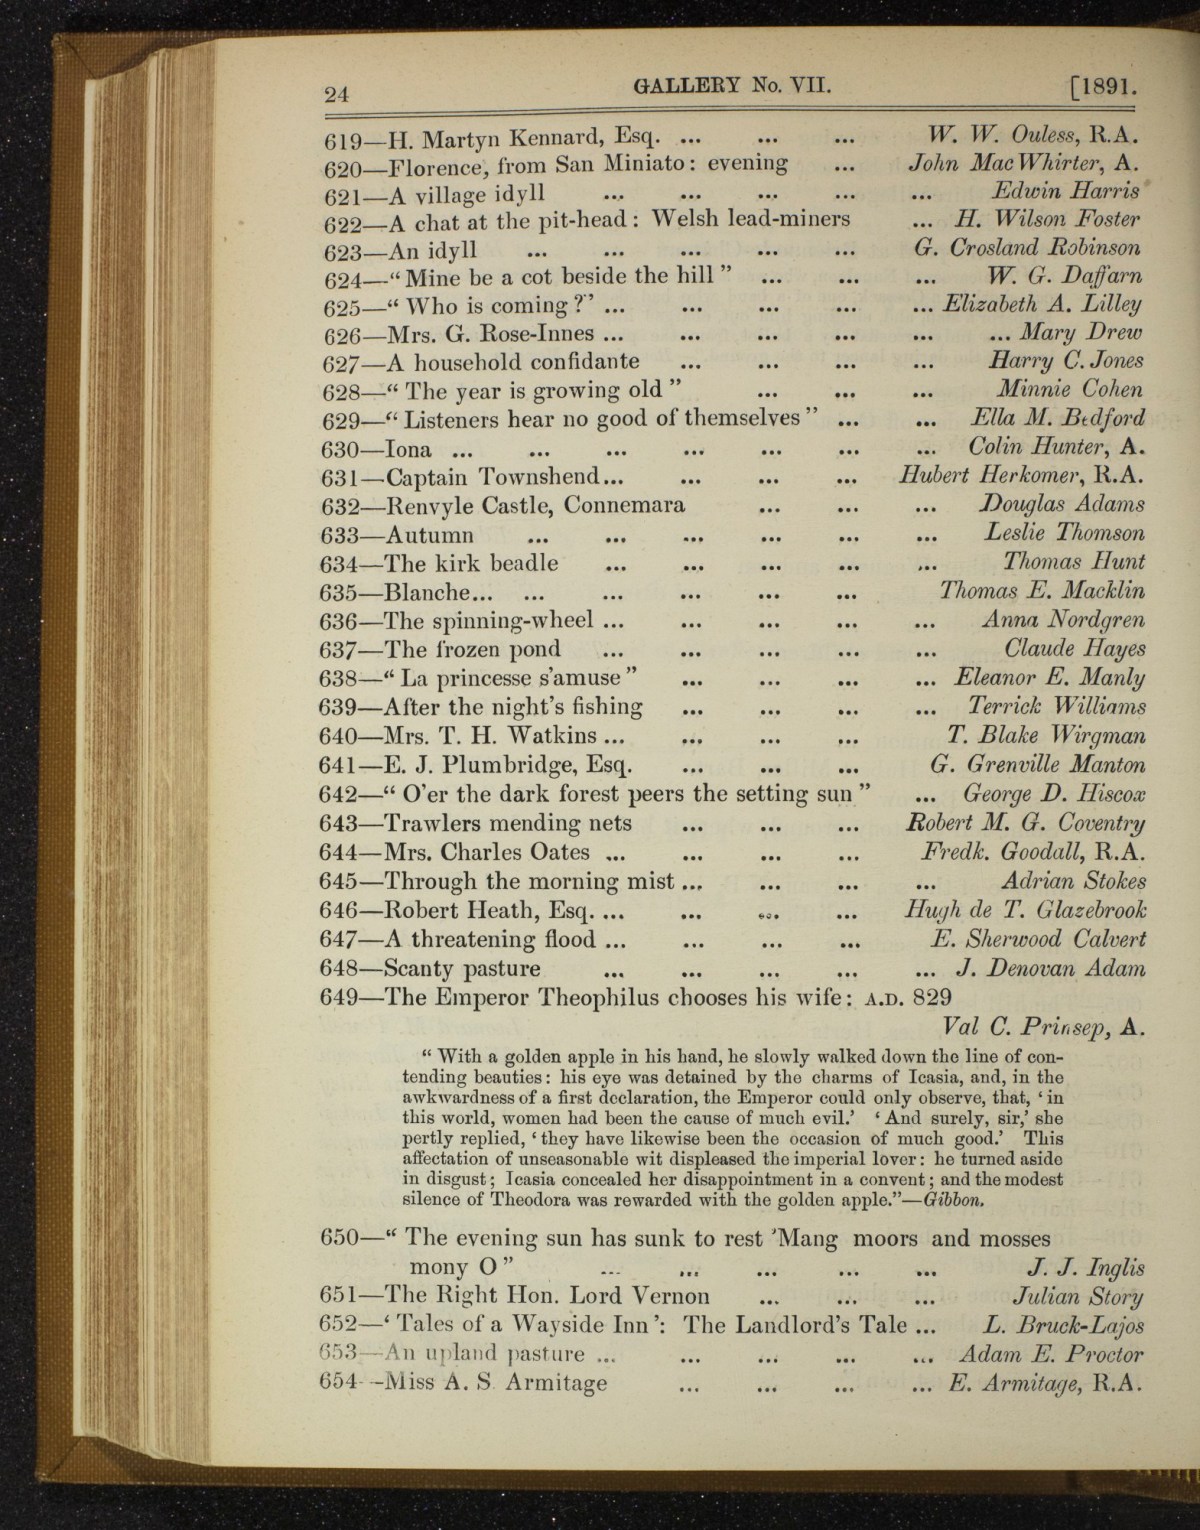 24 GALLERY No. VII. [1891.
619—H. Martyn Kennard, Esq. ... ... ... W. W. Ouless, R.A.
620—Florence, from San Miniato: evening ... John MacWhirter, A.
621—A village idyll ... ... ... ... ... Edwin Harris
622—A chat at the pit-head: Welsh lead-miners ... H. Wilson Foster
623—An idyll ... ... ... ... ... G. Crosland Robinson
624—“Mine be a cot beside the hill” ... ... ... W. G. Daffarn
625—“Who is coming?” ... ... ... ... ... Elizabeth A. Lilley
626—Mrs. G. Rose-Innes ... ... ... ... ... ... Mary Drew
627—A household confidante ... ... ... ... Harry C. Jones
628—“The year is growing old” ... ... ... Minnie Cohen
629—“Listeners hear no good of themselves” ... ... Ella M. Bedford
630—Iona ... ... ... ... ... ... ... Colin Hunter, A.
631—Captain Townshend... ... ... ... Hubert Herkomer, R.A.
632—Renvyle Castle, Connemara ... ... ... Douglas Adams
633—Autumn ... ... ... ... ... ... Leslie Thomson
634—The kirk beadle ... ... ... ... ... Thomas Hunt
635—Blanche... ... ... ... ... ... Thomas E. Macklin
636—The spinning-wheel ... ... ... ... ... Anna Nordgren
637—The frozen pond ... ... ... ... ... Claude Hayes
638—“La princesse s'amuse” ... ... ... ... Eleanor E. Manly
639—After the night's fishing ... ... ... ... Terrick Williams
640—Mrs. T. H. Watkins ... ... ... ... T. Blake Wirgman
641—E. J. Plumbridge, Esq. ... ... ... G. Grenville Manton
642—“O'er the dark forest peers the setting sun” ... George D. Hiscox
643—Trawlers mending nets ... ... ... Robert M. G. Coventry
644—Mrs. Charles Oates ... ... ... ... Fredk. Goodall, R.A.
645—Through the morning mist ... ... ... ... Adrian Stokes
646—Robert Heath, Esq. ... ... ... ... Hugh de T. Glazebrook
647—A threatening flood ... ... ... ... E. Sherwood Calvert
648—Scanty pasture ... ... ... ... ... J. Denovan Adam
649—The Emperor Theophilus chooses his wife: A.D. 829
Val C. Prinsep, A.
“With a golden apple in his hand, he slowly walked down the line of con-
tending beauties: his eye was detained by the charms of Icasia, and, in the
awkwardness of a first declaration, the Emperor could only observe, that, ‘in
this world, women had been the cause of much evil.’ ‘And surely, sir,’ she
pertly replied, ‘they have likewise been the occasion of much good.’ This
affectation of unseasonable wit displeased the imperial lover: he turned aside
in disgust; Icasia concealed her disappointment in a convent; and the modest
silence of Theodora was rewarded with the golden apple.”—Gibbon.
650—“The evening sun has sunk to rest 'Mang moors and mosses
mony O” ... ... ... ... ... J. J. Inglis
651—The Right Hon. Lord Vernon ... ... ... Julian Story
652—‘Tales of a Wayside Inn’: The Landlord's Tale ... L. Bruck-Lajos
653—An upland pasture ... ... ... ... ... Adam E. Proctor
654—Miss A. S. Armitage ... ... ... ... E. Armitage, R.A.